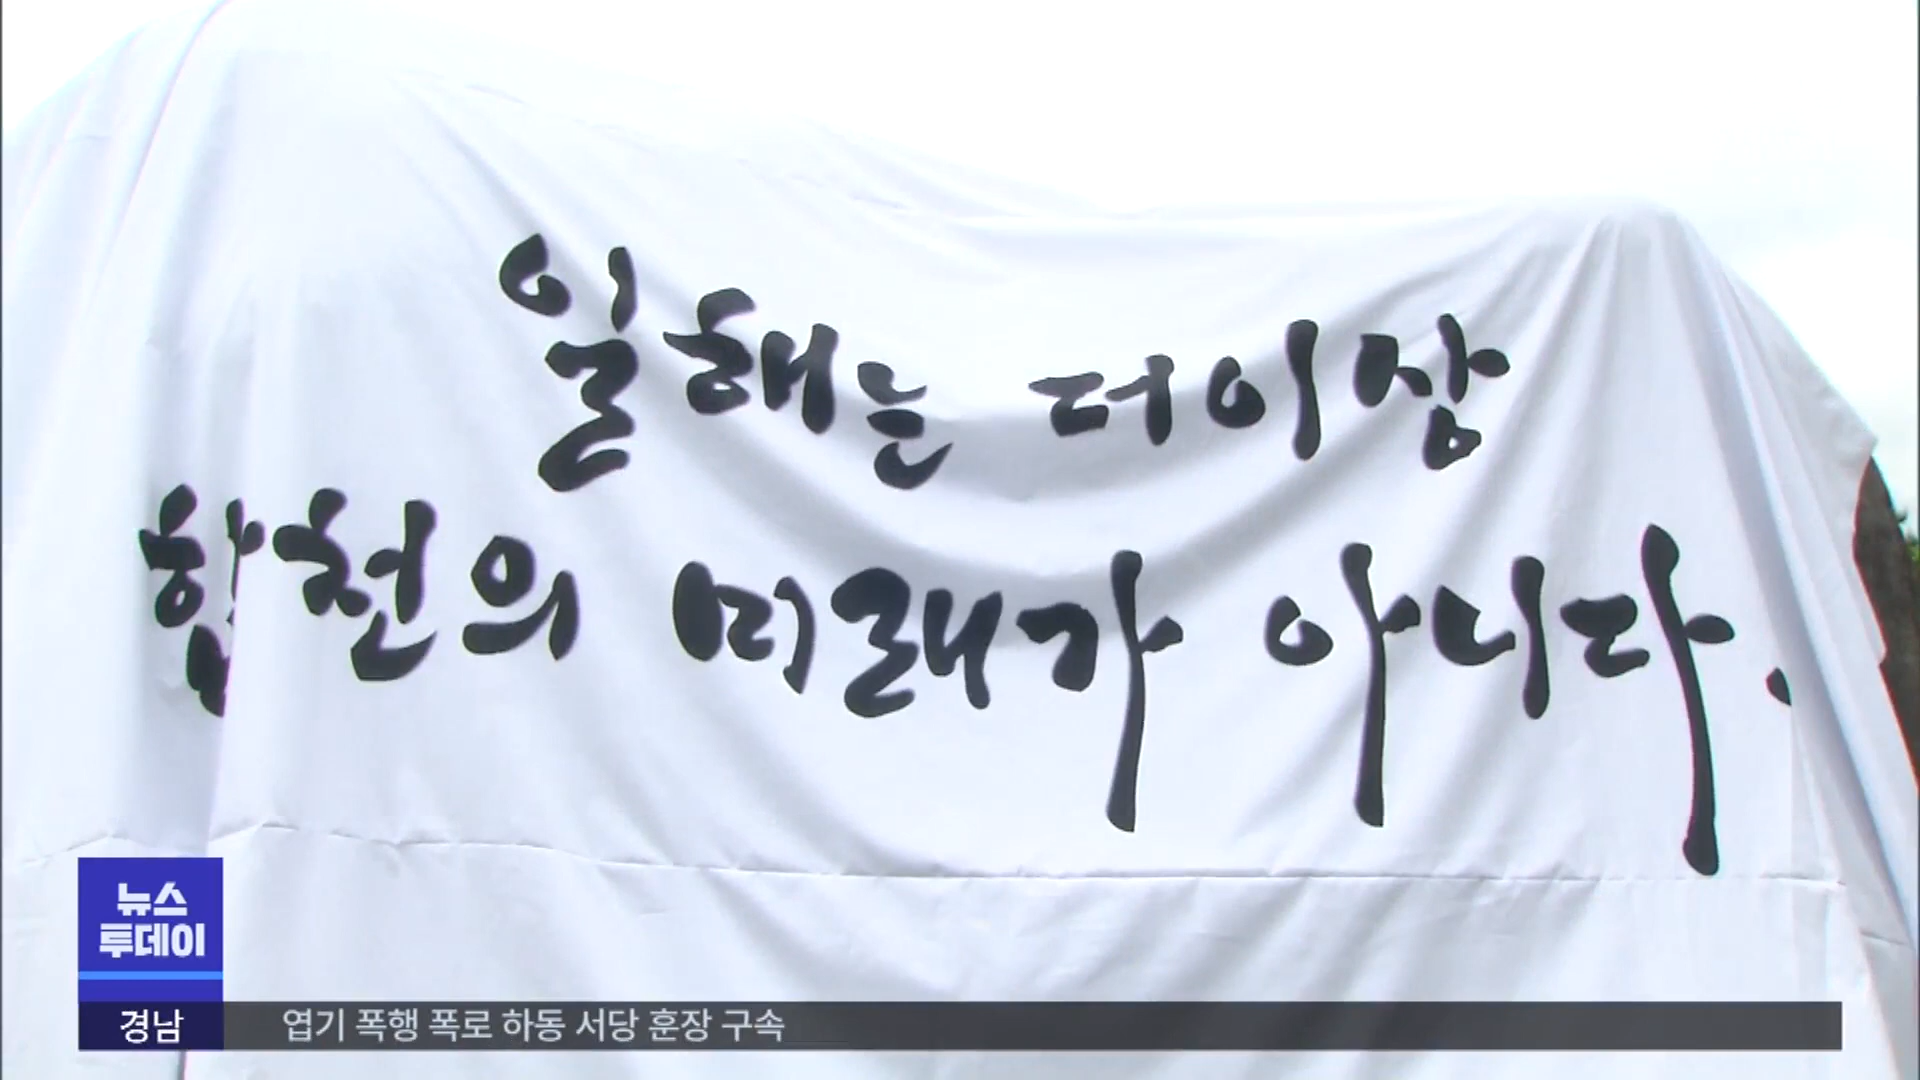 일해는 더이상
합천의 미래가 아니다.
뉴스
투데이
경남
엽기 폭행 폭로 하동 서당 훈장 구속